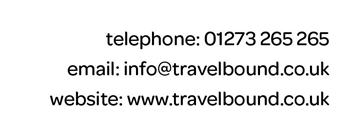 telephone: 01273 265 265
email: info@travelbound.co.uk
website: www.travelbound.co.uk